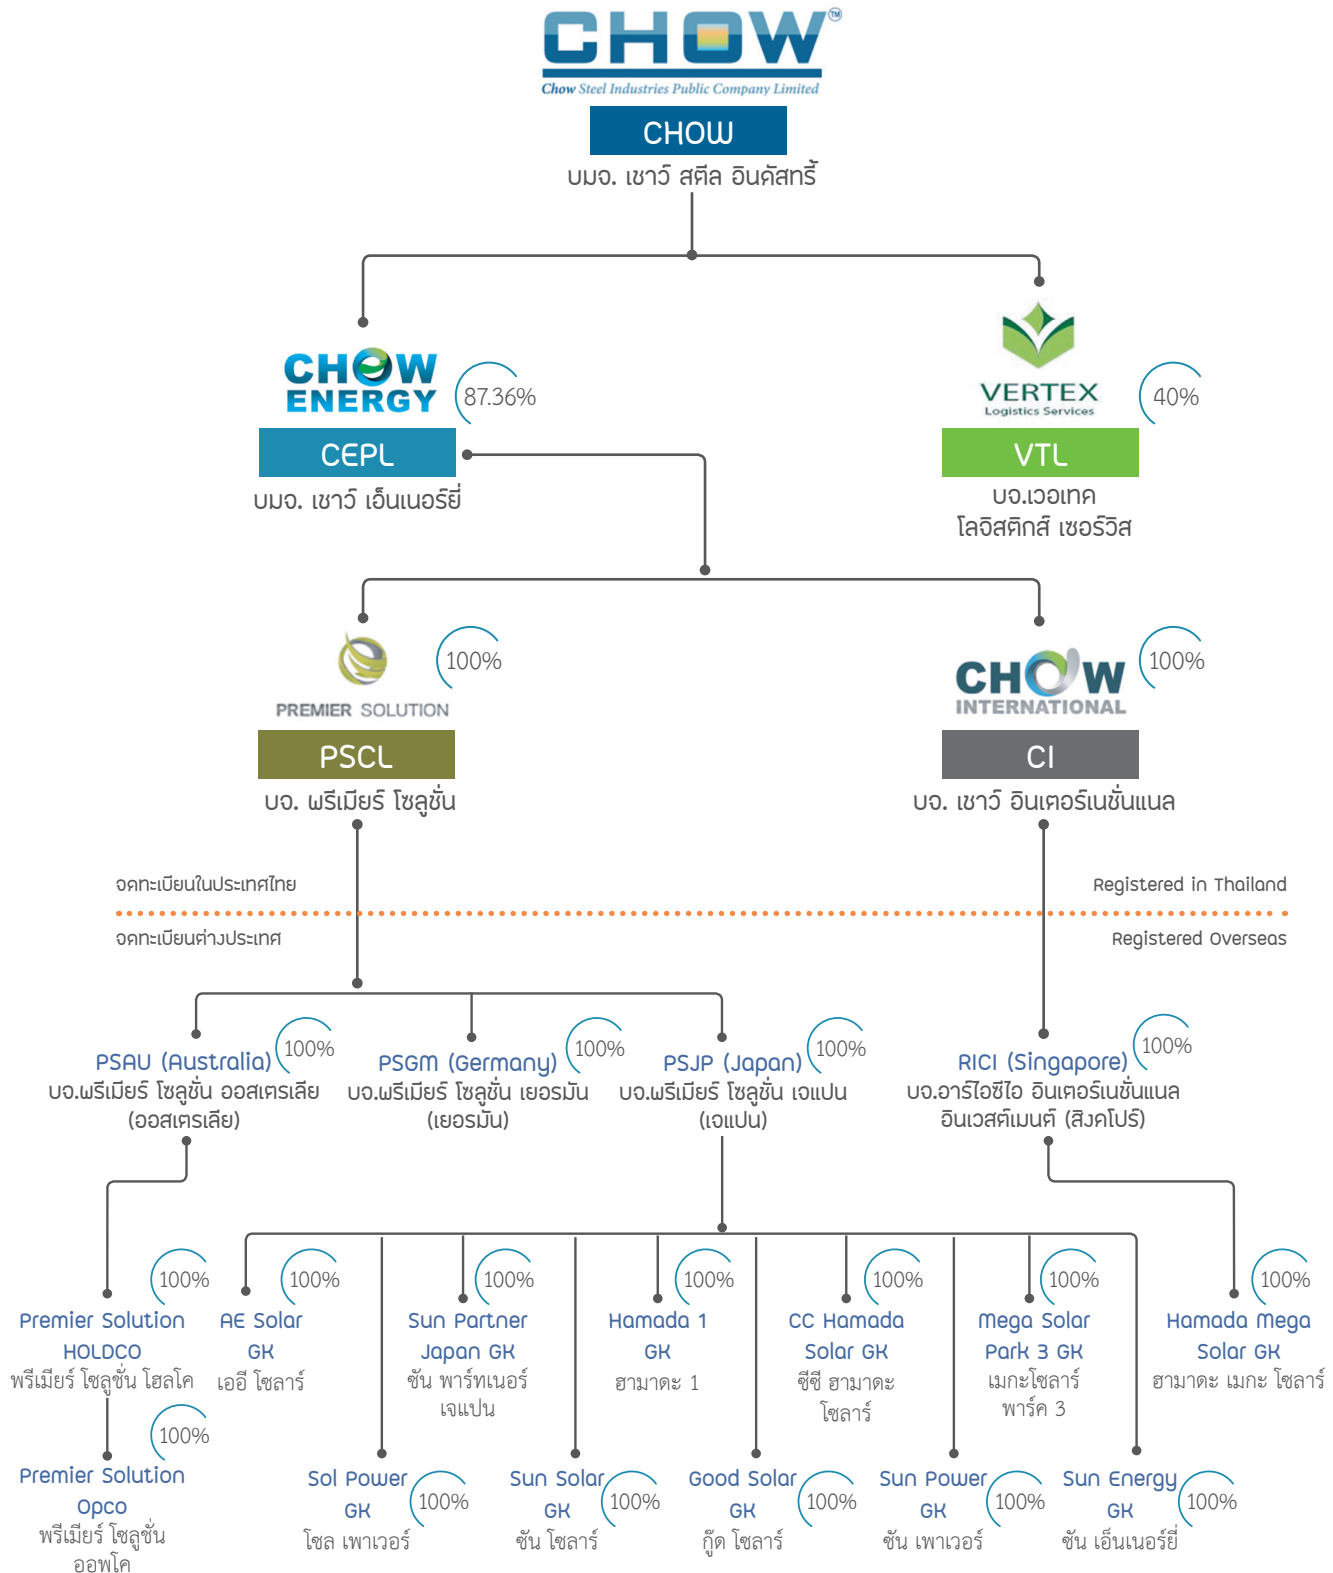 CHOW™
Chow Steel Industries Public Company Limited
CHOW
บมจ. เชาว์ สตีล อินดัสทรี้
CHOW
ENERGY
87.36%
CEPL
บมจ. เชาว์ เอ็นเนอร์ยี่
VERTEX
Logistics Services
40%
VTL
บจ.เวอเทค
โลจิสติกส์ เซอร์วิส
PREMIER SOLUTION
100%
PSCL
บจ. พรีเมียร์ โซลูชั่น
CHOW
INTERNATIONAL
100%
CI
บจ. เชาว์ อินเตอร์เนชั่นแนล
จดทะเบียนในประเทศไทย
Registered in Thailand
จดทะเบียนต่างประเทศ
Registered Overseas
PSAU (Australia)
100%
บจ.พรีเมียร์ โซลูชั่น ออสเตรเลีย
(ออสเตรเลีย)
PSGM (Germany)
100%
บจ.พรีเมียร์ โซลูชั่น เยอรมัน
(เยอรมัน)
PSJP (Japan)
100%
บจ.พรีเมียร์ โซลูชั่น เจแปน
(เจแปน)
RICI (Singapore)
100%
บจ.อาร์ไอซีไอ อินเตอร์เนชั่นแนล
อินเวสต์เมนต์ (สิงคโปร์)
100%
Premier Solution
HOLDCO
พรีเมียร์ โซลูชั่น โฮลโค
100%
AE Solar
GK
เออี โซลาร์
100%
Sun Partner
Japan GK
ซัน พาร์ทเนอร์
เจแปน
100%
Hamada 1
GK
ฮามาดะ 1
100%
CC Hamada
Solar GK
ซีซี ฮามาดะ
โซลาร์
100%
Mega Solar
Park 3 GK
เมกะโซลาร์
พาร์ค 3
100%
Hamada Mega
Solar GK
ฮามาดะ เมกะ โซลาร์
100%
Premier Solution
Opco
พรีเมียร์ โซลูชั่น
ออพโค
Sol Power
GK
100%
โซล เพาเวอร์
Sun Solar
GK
100%
ซัน โซลาร์
Good Solar
GK
100%
กู๊ด โซลาร์
Sun Power
GK
100%
ซัน เพาเวอร์
Sun Energy
GK
100%
ซัน เอ็นเนอร์ยี่